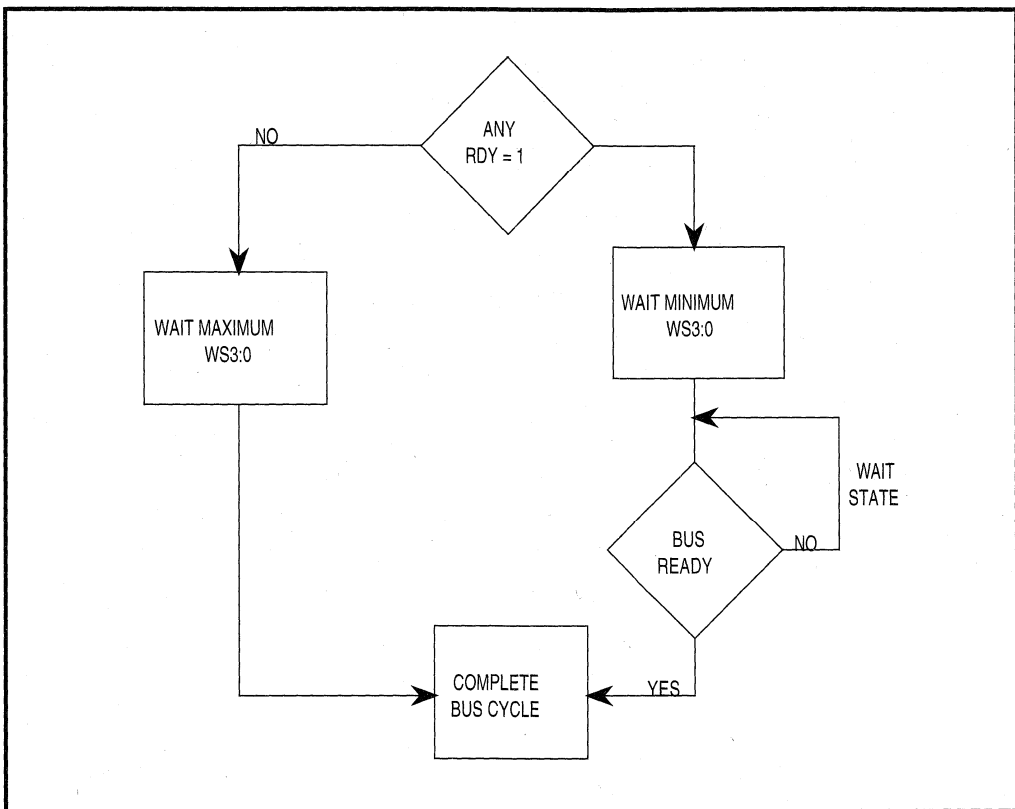 ANY
RDY = 1
NO
WAIT MAXIMUM
WS3:0
WAIT MINIMUM
WS3:0
WAIT
STATE
BUS
READY
NO
COMPLETE
BUS CYCLE
YES